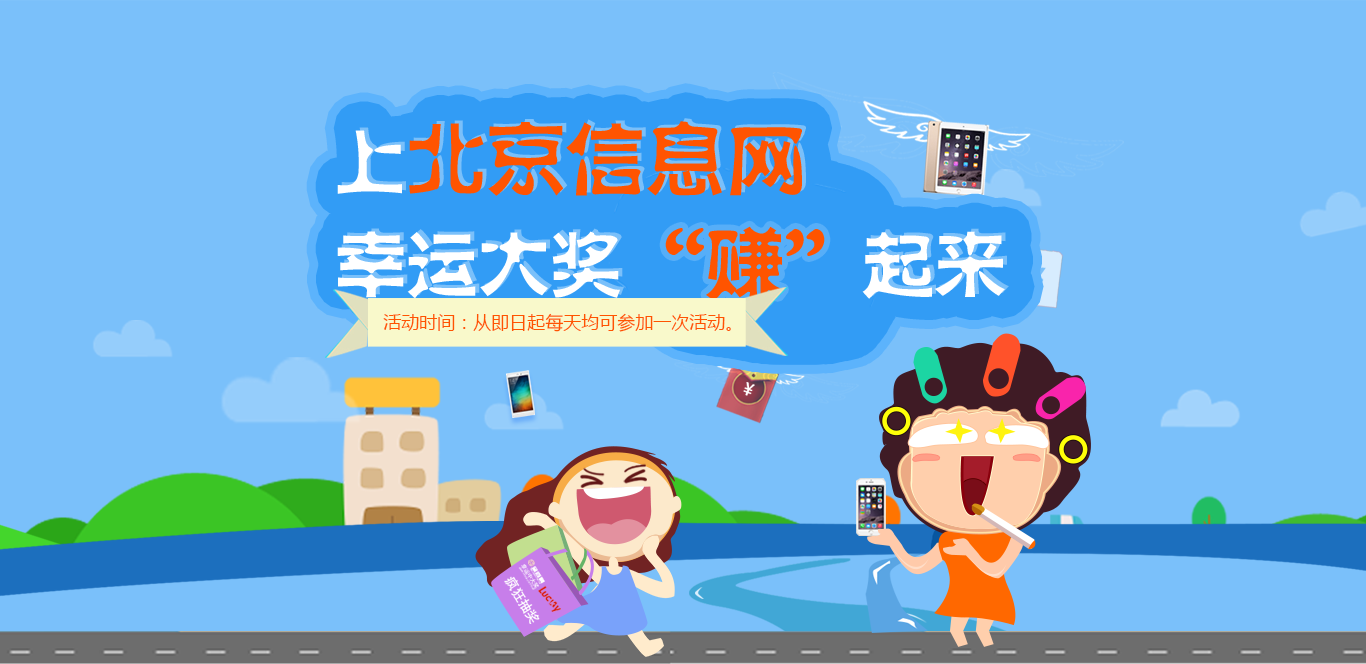 上北京信息网
幸运大奖“赚”起来
活动时间：从即日起每天均可参加一次活动。
¥
Lucky
疯狂抽奖